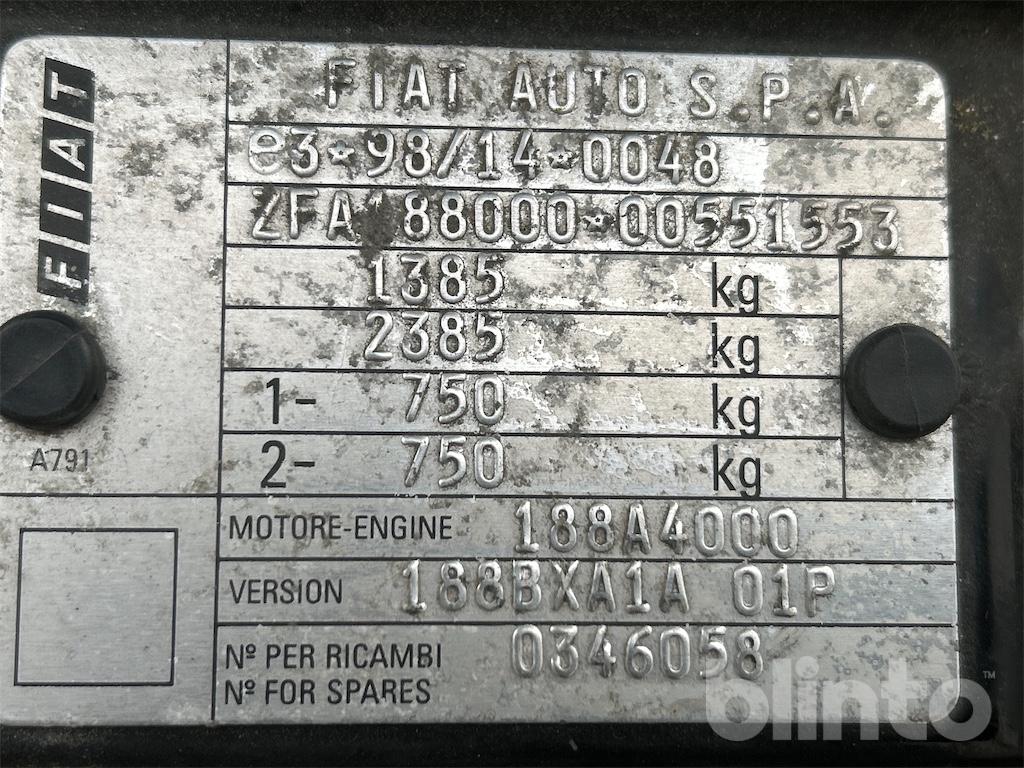 FIAT
FIAT AUTO S.P.A.
e3*98/14*0048
ZFA188000*00551553
1385 kg
2385 kg
1- 750 kg
2- 750 kg
A791
MOTORE-ENGINE 188A4000
VERSION 188BXA1A 01P
Nº PER RICAMBI 0346058
Nº FOR SPARES
blinto™